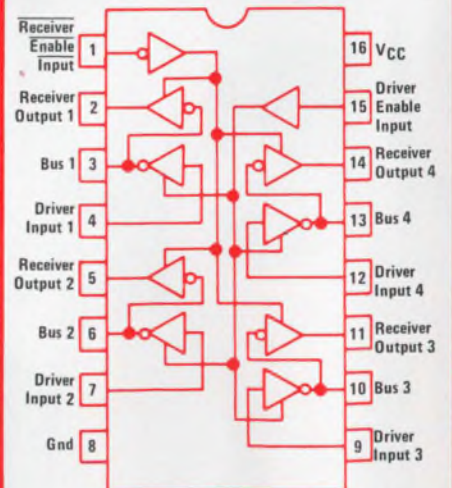 Receiver
Enable
Input
1
Receiver
Output 1
2
Bus 1
3
Driver
Input 1
4
Receiver
Output 2
5
Bus 2
6
Driver
Input 2
7
Gnd
8
16
VCC
15
Driver
Enable
Input
14
Receiver
Output 4
13
Bus 4
12
Driver
Input 4
11
Receiver
Output 3
10
Bus 3
9
Driver
Input 3